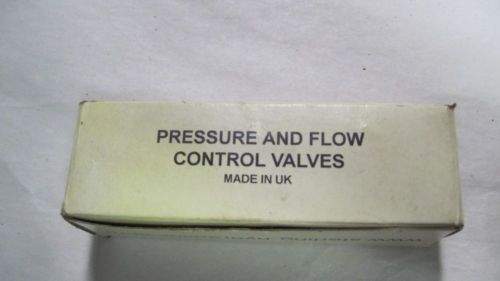 PRESSURE AND FLOW
CONTROL VALVES
MADE IN UK